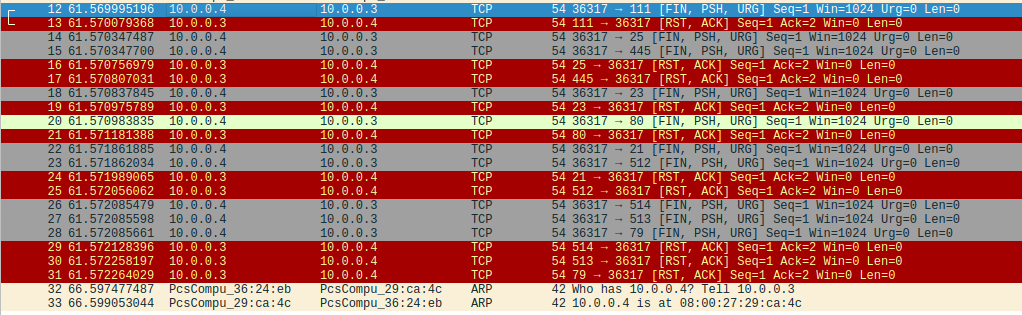 12 61.569995196 10.0.0.4 10.0.0.3 TCP 54 36317 → 111 [FIN, PSH, URG] Seq=1 Win=1024 Urg=0 Len=0
13 61.570079368 10.0.0.3 10.0.0.4 TCP 54 111 → 36317 [RST, ACK] Seq=1 Ack=2 Win=0 Len=0
14 61.570347487 10.0.0.4 10.0.0.3 TCP 54 36317 → 25 [FIN, PSH, URG] Seq=1 Win=1024 Urg=0 Len=0
15 61.570347700 10.0.0.4 10.0.0.3 TCP 54 36317 → 445 [FIN, PSH, URG] Seq=1 Win=1024 Urg=0 Len=0
16 61.570756979 10.0.0.3 10.0.0.4 TCP 54 25 → 36317 [RST, ACK] Seq=1 Ack=2 Win=0 Len=0
17 61.570807031 10.0.0.3 10.0.0.4 TCP 54 445 → 36317 [RST, ACK] Seq=1 Ack=2 Win=0 Len=0
18 61.570837845 10.0.0.4 10.0.0.3 TCP 54 36317 → 23 [FIN, PSH, URG] Seq=1 Win=1024 Urg=0 Len=0
19 61.570975789 10.0.0.3 10.0.0.4 TCP 54 23 → 36317 [RST, ACK] Seq=1 Ack=2 Win=0 Len=0
20 61.570983835 10.0.0.4 10.0.0.3 TCP 54 36317 → 80 [FIN, PSH, URG] Seq=1 Win=1024 Urg=0 Len=0
21 61.571181388 10.0.0.3 10.0.0.4 TCP 54 80 → 36317 [RST, ACK] Seq=1 Ack=2 Win=0 Len=0
22 61.571861885 10.0.0.4 10.0.0.3 TCP 54 36317 → 21 [FIN, PSH, URG] Seq=1 Win=1024 Urg=0 Len=0
23 61.571862034 10.0.0.4 10.0.0.3 TCP 54 36317 → 512 [FIN, PSH, URG] Seq=1 Win=1024 Urg=0 Len=0
24 61.571989065 10.0.0.3 10.0.0.4 TCP 54 21 → 36317 [RST, ACK] Seq=1 Ack=2 Win=0 Len=0
25 61.572056062 10.0.0.3 10.0.0.4 TCP 54 512 → 36317 [RST, ACK] Seq=1 Ack=2 Win=0 Len=0
26 61.572085479 10.0.0.4 10.0.0.3 TCP 54 36317 → 514 [FIN, PSH, URG] Seq=1 Win=1024 Urg=0 Len=0
27 61.572085598 10.0.0.4 10.0.0.3 TCP 54 36317 → 513 [FIN, PSH, URG] Seq=1 Win=1024 Urg=0 Len=0
28 61.572085661 10.0.0.4 10.0.0.3 TCP 54 36317 → 79 [FIN, PSH, URG] Seq=1 Win=1024 Urg=0 Len=0
29 61.572128396 10.0.0.3 10.0.0.4 TCP 54 514 → 36317 [RST, ACK] Seq=1 Ack=2 Win=0 Len=0
30 61.572258197 10.0.0.3 10.0.0.4 TCP 54 513 → 36317 [RST, ACK] Seq=1 Ack=2 Win=0 Len=0
31 61.572264029 10.0.0.3 10.0.0.4 TCP 54 79 → 36317 [RST, ACK] Seq=1 Ack=2 Win=0 Len=0
32 66.597477487 PcsCompu_36:24:eb PcsCompu_29:ca:4c ARP 42 Who has 10.0.0.4? Tell 10.0.0.3
33 66.599053044 PcsCompu_29:ca:4c PcsCompu_36:24:eb ARP 42 10.0.0.4 is at 08:00:27:29:ca:4c